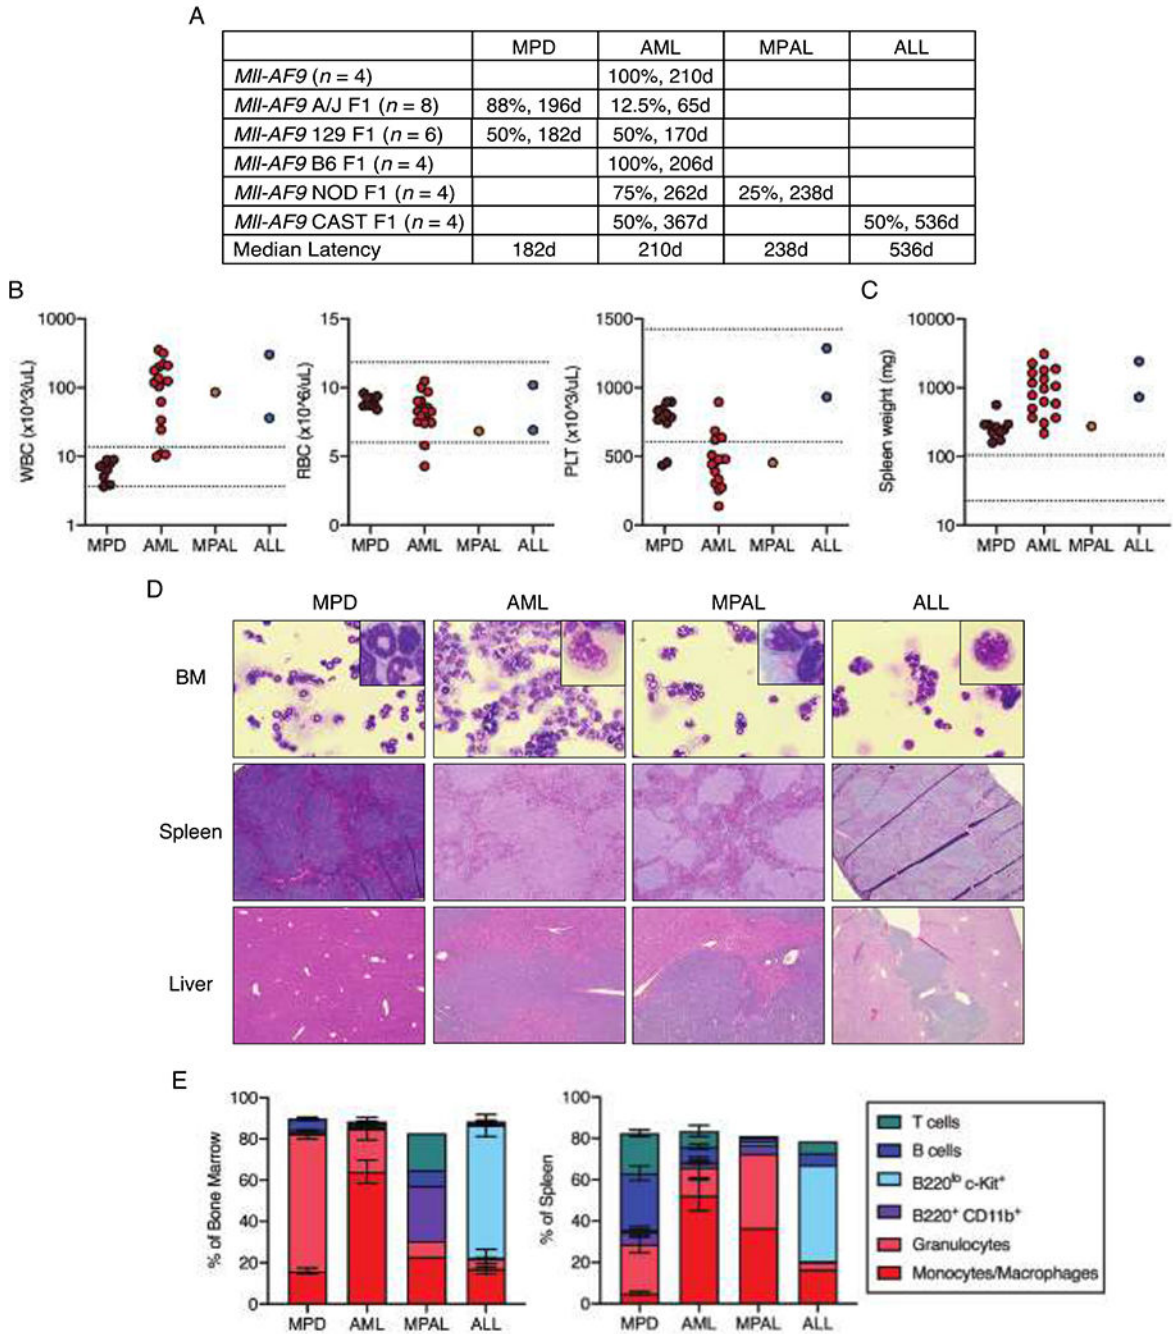 A
MPD AML MPAL ALL
Mll-AF9 (n = 4) 100%, 210d
Mll-AF9 A/J F1 (n = 8) 88%, 196d 12.5%, 65d
Mll-AF9 129 F1 (n = 6) 50%, 182d 50%, 170d
Mll-AF9 B6 F1 (n = 4) 100%, 206d
Mll-AF9 NOD F1 (n = 4) 75%, 262d 25%, 238d
Mll-AF9 CAST F1 (n = 4) 50%, 367d 50%, 536d
Median Latency 182d 210d 238d 536d
B
WBC (x10^3/uL)
1000
100
10
1
MPD AML MPAL ALL
RBC (x10^6/uL)
15
10
5
0
MPD AML MPAL ALL
PLT (x10^3/uL)
1500
1000
500
0
MPD AML MPAL ALL
C
Spleen weight (mg)
10000
1000
100
10
MPD AML MPAL ALL
D
MPD AML MPAL ALL
BM
Spleen
Liver
E
% of Bone Marrow
100
80
60
40
20
0
MPD AML MPAL ALL
% of Spleen
100
80
60
40
20
0
MPD AML MPAL ALL
T cells
B cells
B220lo c-Kit+
B220+ CD11b+
Granulocytes
Monocytes/Macrophages